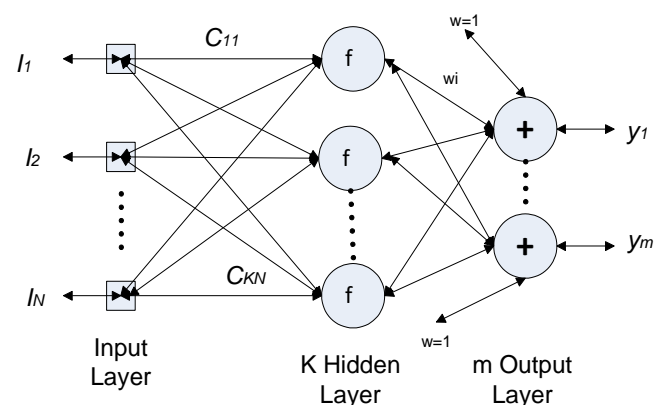 w=1
I1 C11 f
wi
+ y1
I2 f
+ ym
IN CKN f
w=1
Input
Layer
K Hidden
Layer
m Output
Layer